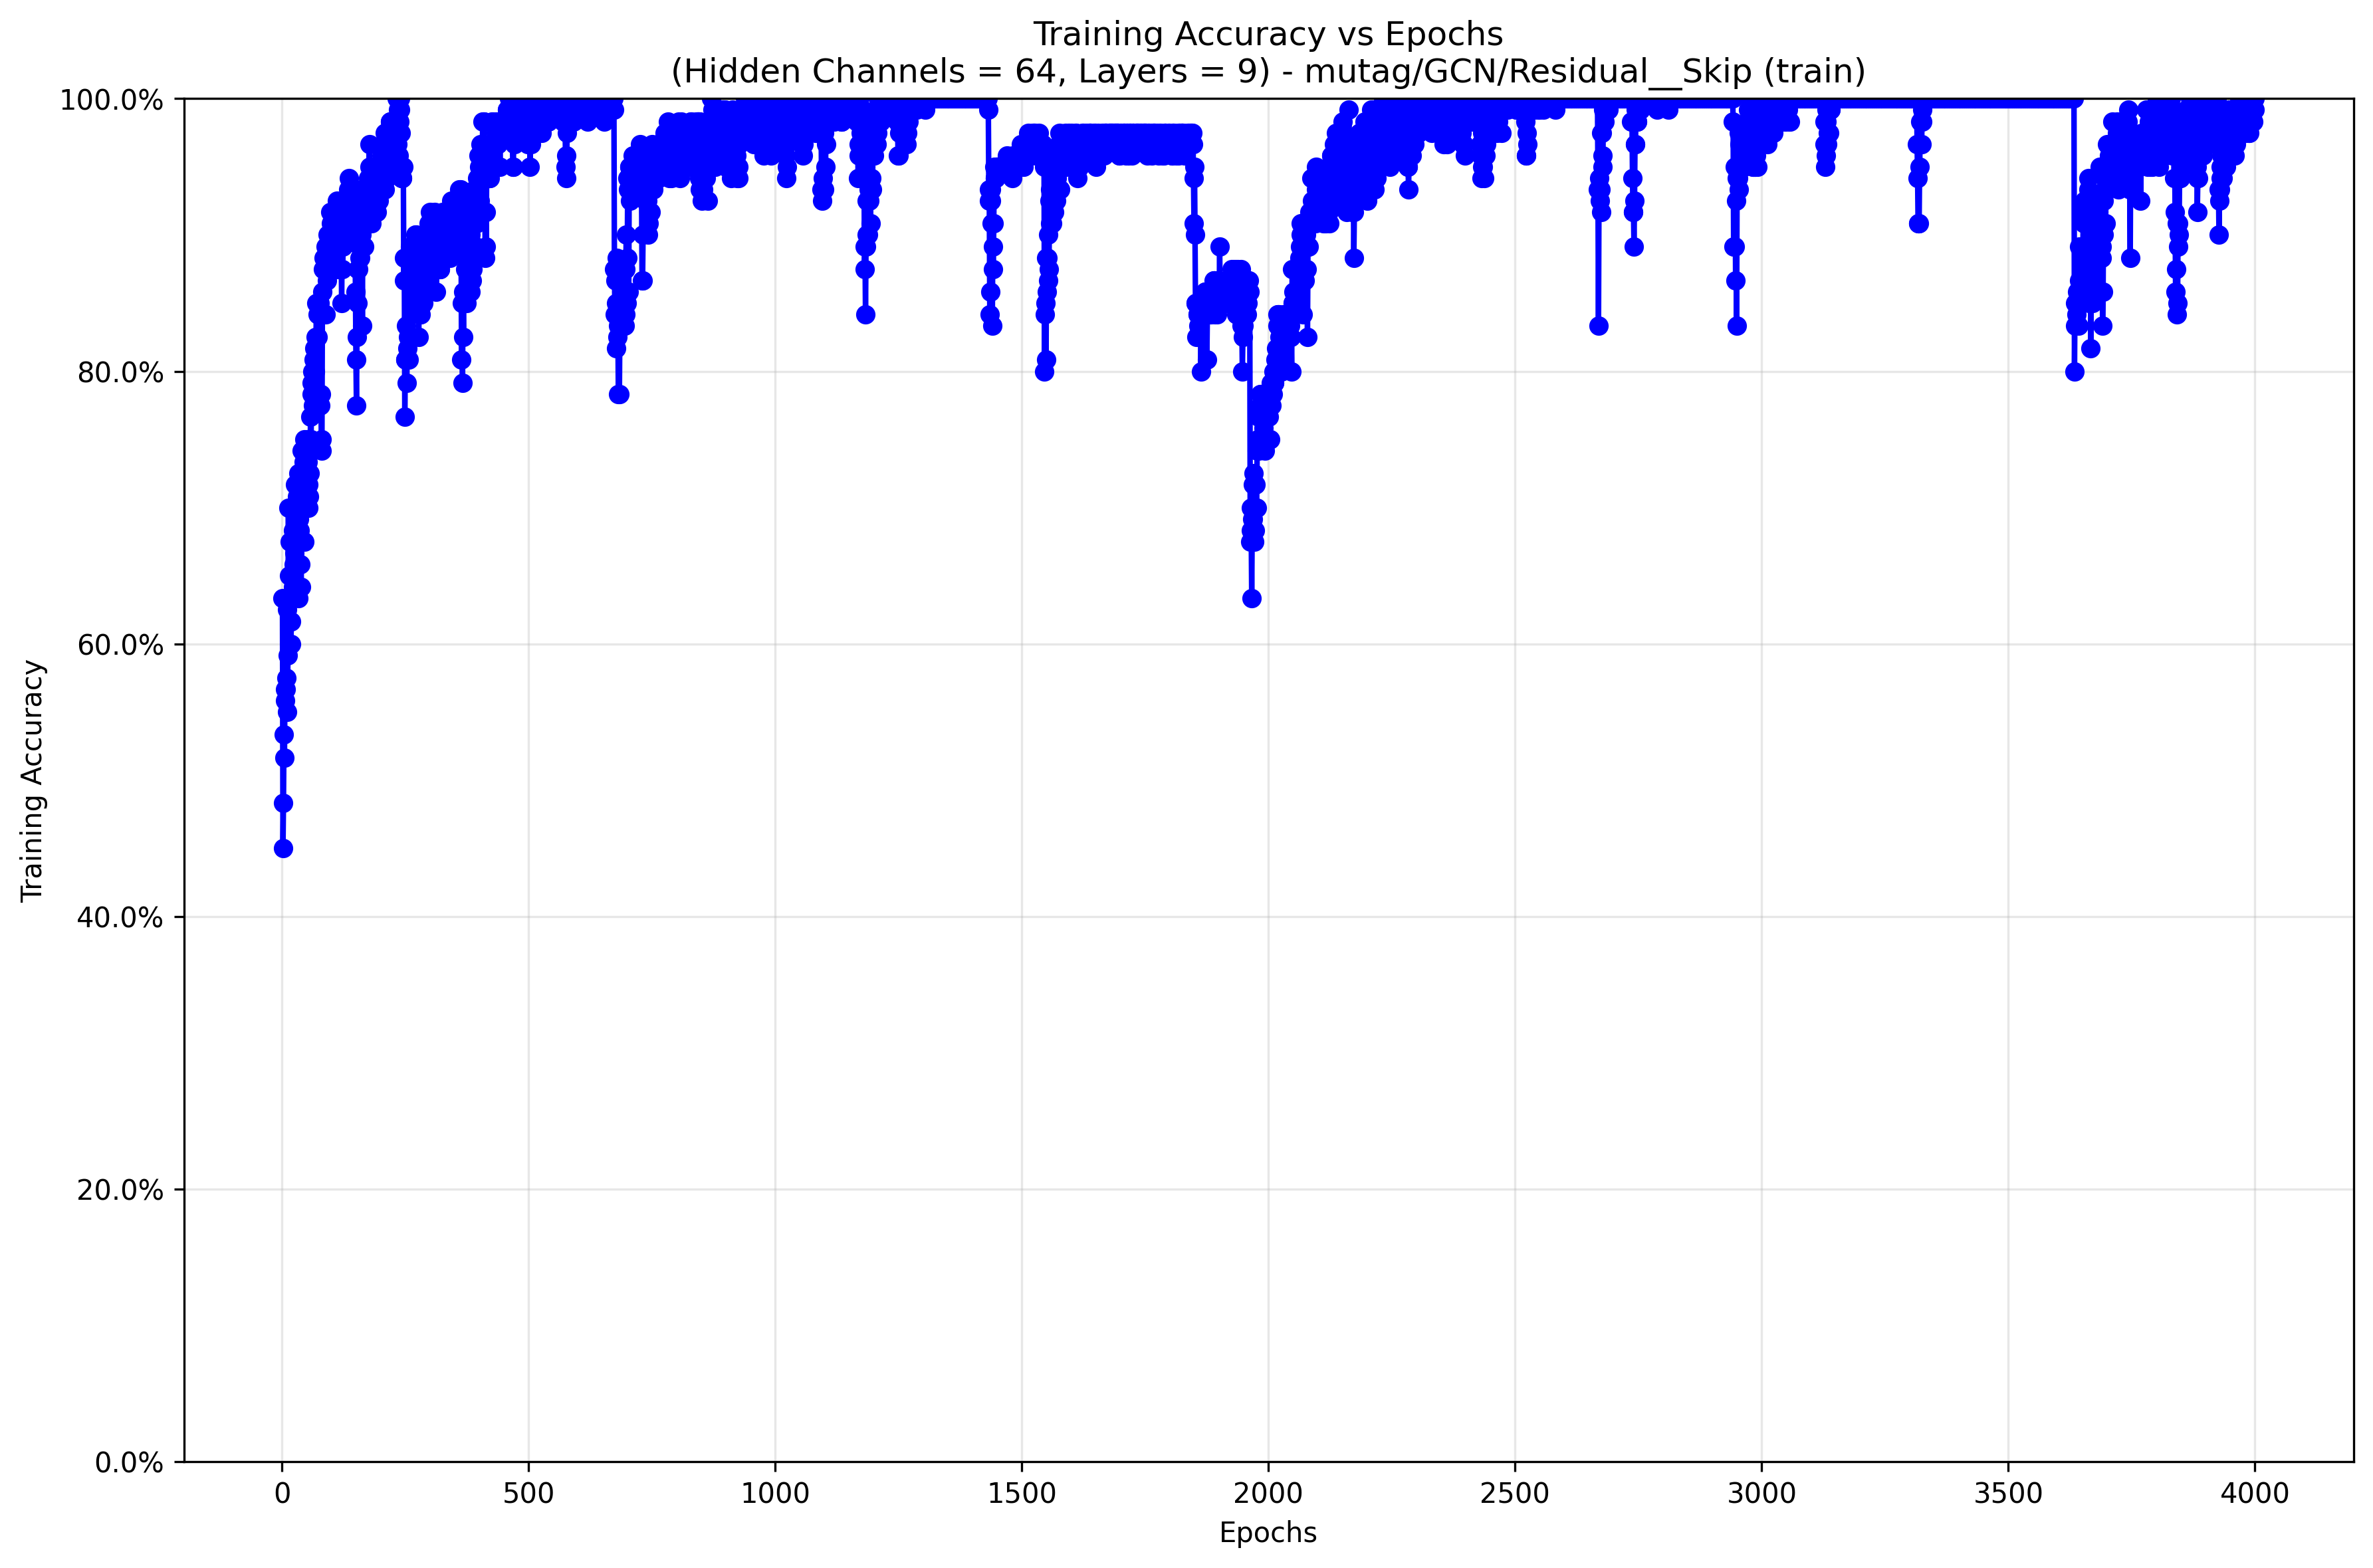 Training Accuracy vs Epochs
(Hidden Channels = 64, Layers = 9) - mutag/GCN/Residual__Skip (train)
100.0%
80.0%
60.0%
40.0%
20.0%
0.0%
Training Accuracy
0 500 1000 1500 2000 2500 3000 3500 4000
Epochs